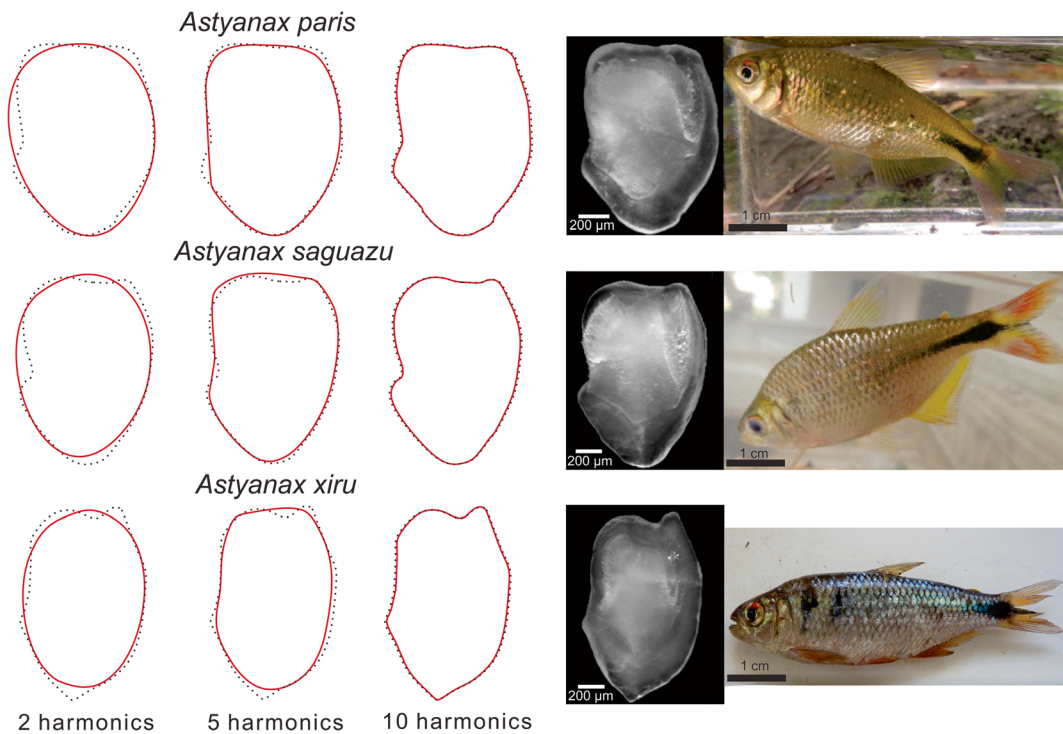 Astyanax paris
200 µm
1 cm
Astyanax saguazu
200 µm
1 cm
Astyanax xiru
200 µm
1 cm
2 harmonics
5 harmonics
10 harmonics